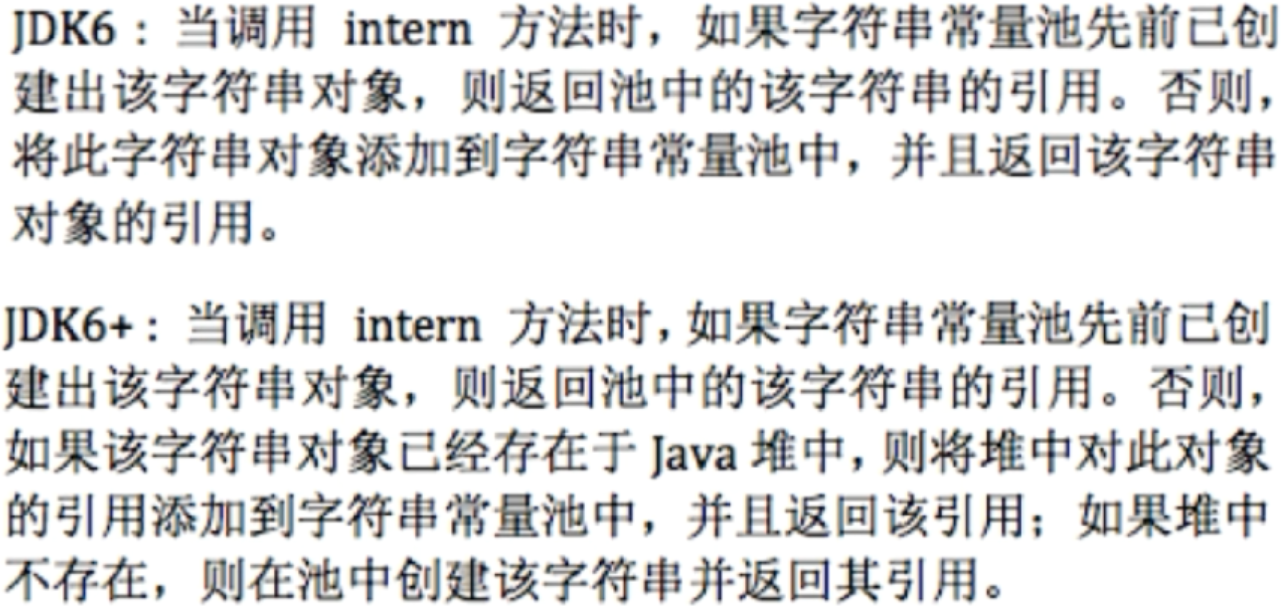 JDK6：当调用 intern 方法时，如果字符串常量池先前已创
建出该字符串对象，则返回池中的该字符串的引用。否则，
将此字符串对象添加到字符串常量池中，并且返回该字符串
对象的引用。
JDK6+：当调用 intern 方法时，如果字符串常量池先前已创
建出该字符串对象，则返回池中的该字符串的引用。否则，
如果该字符串对象已经存在于 Java 堆中，则将堆中对此对象
的引用添加到字符串常量池中，并且返回该引用；如果堆中
不存在，则在池中创建该字符串并返回其引用。